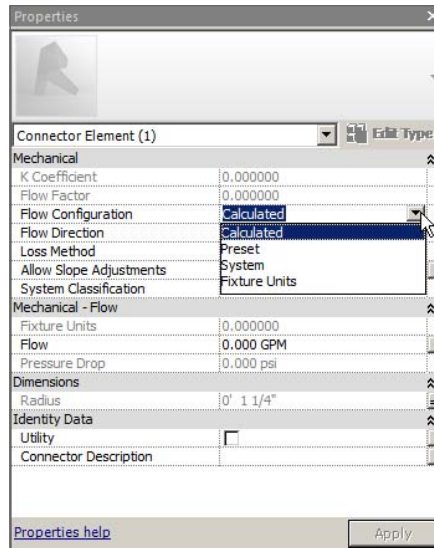 Properties
Connector Element (1)
Edit Type
Mechanical
K Coefficient 0.000000
Flow Factor 0.000000
Flow Configuration Calculated
Flow Direction Calculated
Loss Method Preset
Allow Slope Adjustments System
System Classification Fixture Units
Mechanical - Flow
Fixture Units 0.000000
Flow 0.000 GPM
Pressure Drop 0.000 psi
Dimensions
Radius 0' 1 1/4"
Identity Data
Utility
Connector Description
Properties help
Apply